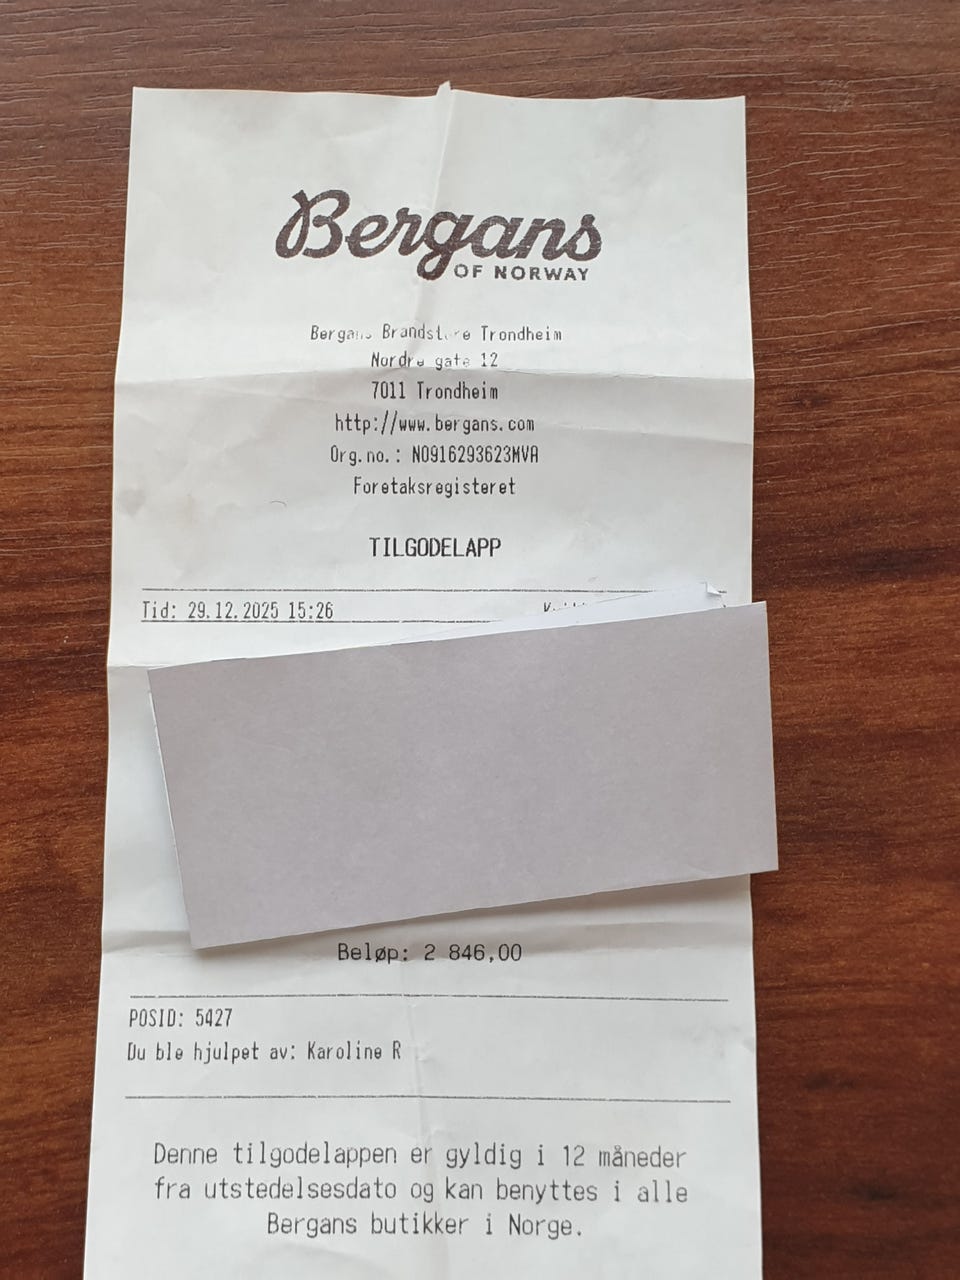 Bergans
OF NORWAY
Bergans Brandstore Trondheim
Nordre gate 12
7011 Trondheim
http://www.bergans.com
Org.no.: NO916293623MVA
Foretaksregisteret
TILGODELAPP
Tid: 29.12.2025 15:26
Beløp: 2 846,00
POSID: 5427
Du ble hjulpet av: Karoline R
Denne tilgodelappen er gyldig i 12 måneder
fra utstedelsesdato og kan benyttes i alle
Bergans butikker i Norge.